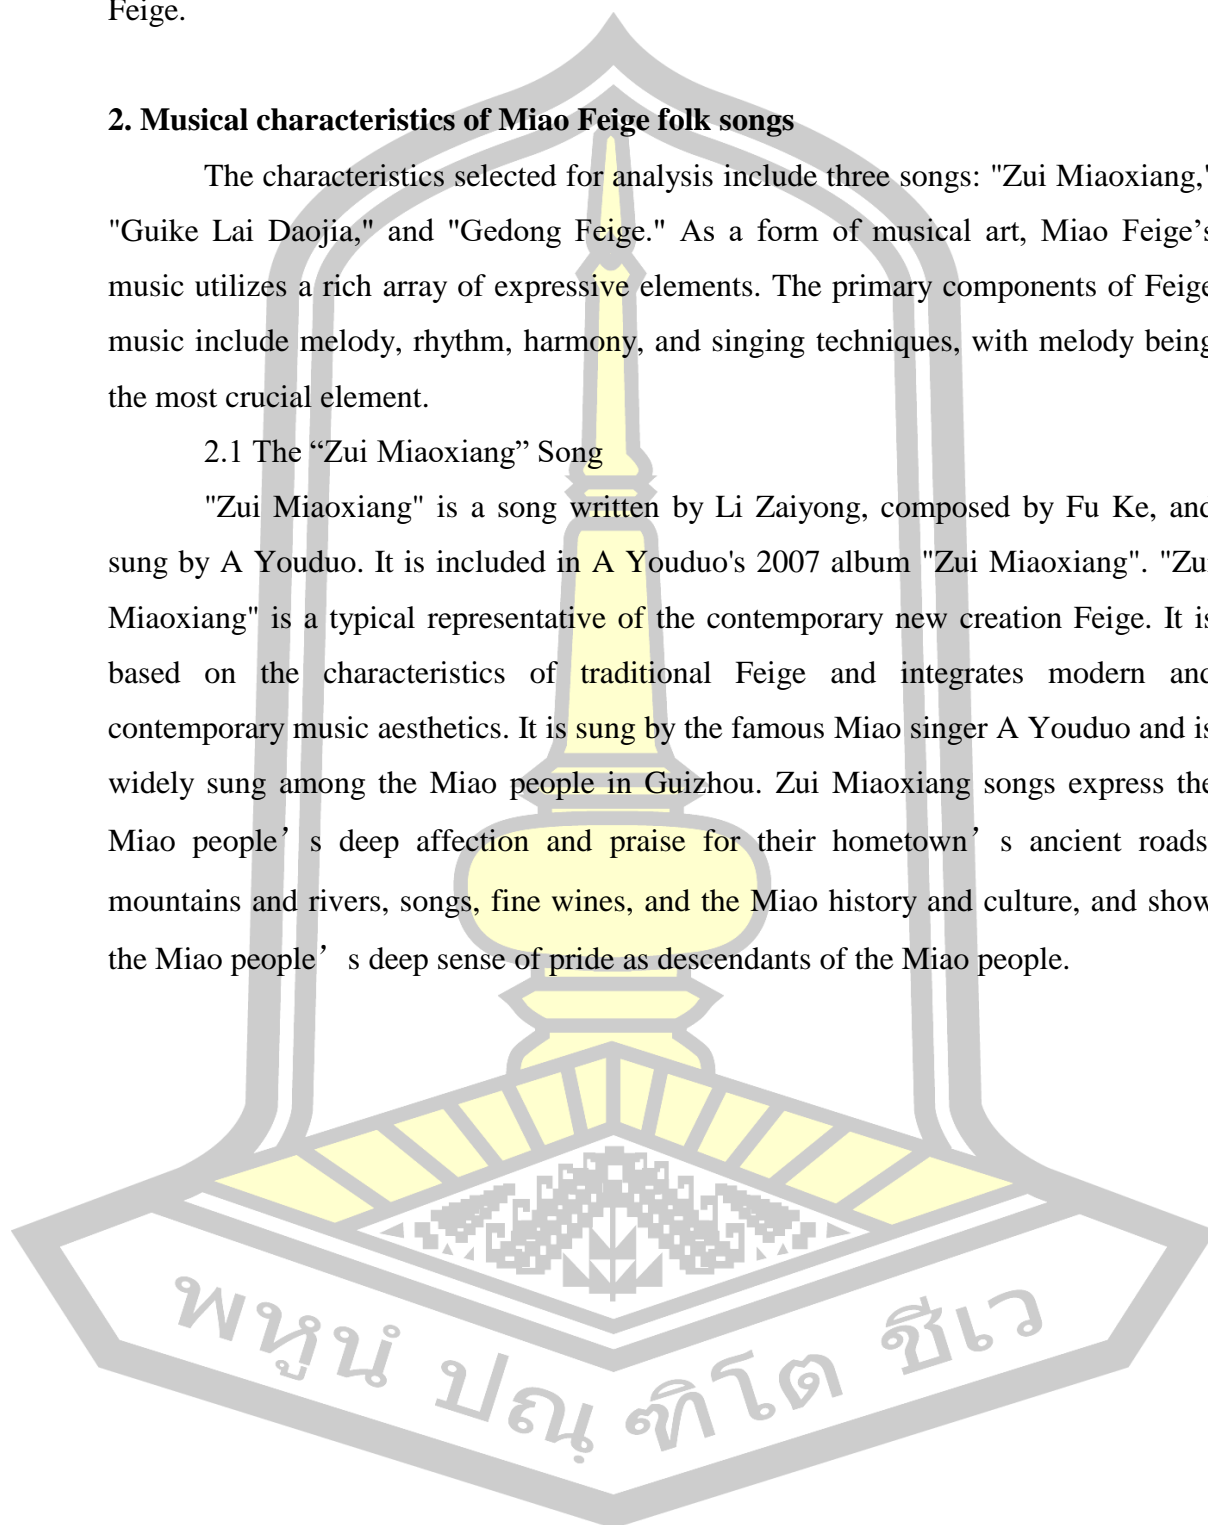 Feige.
2. Musical characteristics of Miao Feige folk songs
The characteristics selected for analysis include three songs: "Zui Miaoxiang,"
"Guike Lai Daojia," and "Gedong Feige." As a form of musical art, Miao Feige’s
music utilizes a rich array of expressive elements. The primary components of Feige
music include melody, rhythm, harmony, and singing techniques, with melody being
the most crucial element.
2.1 The “Zui Miaoxiang” Song
"Zui Miaoxiang" is a song written by Li Zaiyong, composed by Fu Ke, and
sung by A Youduo. It is included in A Youduo's 2007 album "Zui Miaoxiang". "Zui
Miaoxiang" is a typical representative of the contemporary new creation Feige. It is
based on the characteristics of traditional Feige and integrates modern and
contemporary music aesthetics. It is sung by the famous Miao singer A Youduo and is
widely sung among the Miao people in Guizhou. Zui Miaoxiang songs express the
Miao people’s deep affection and praise for their hometown’s ancient roads,
mountains and rivers, songs, fine wines, and the Miao history and culture, and show
the Miao people’s deep sense of pride as descendants of the Miao people.
พหูนํ ปณฺฑิโต ชีเว